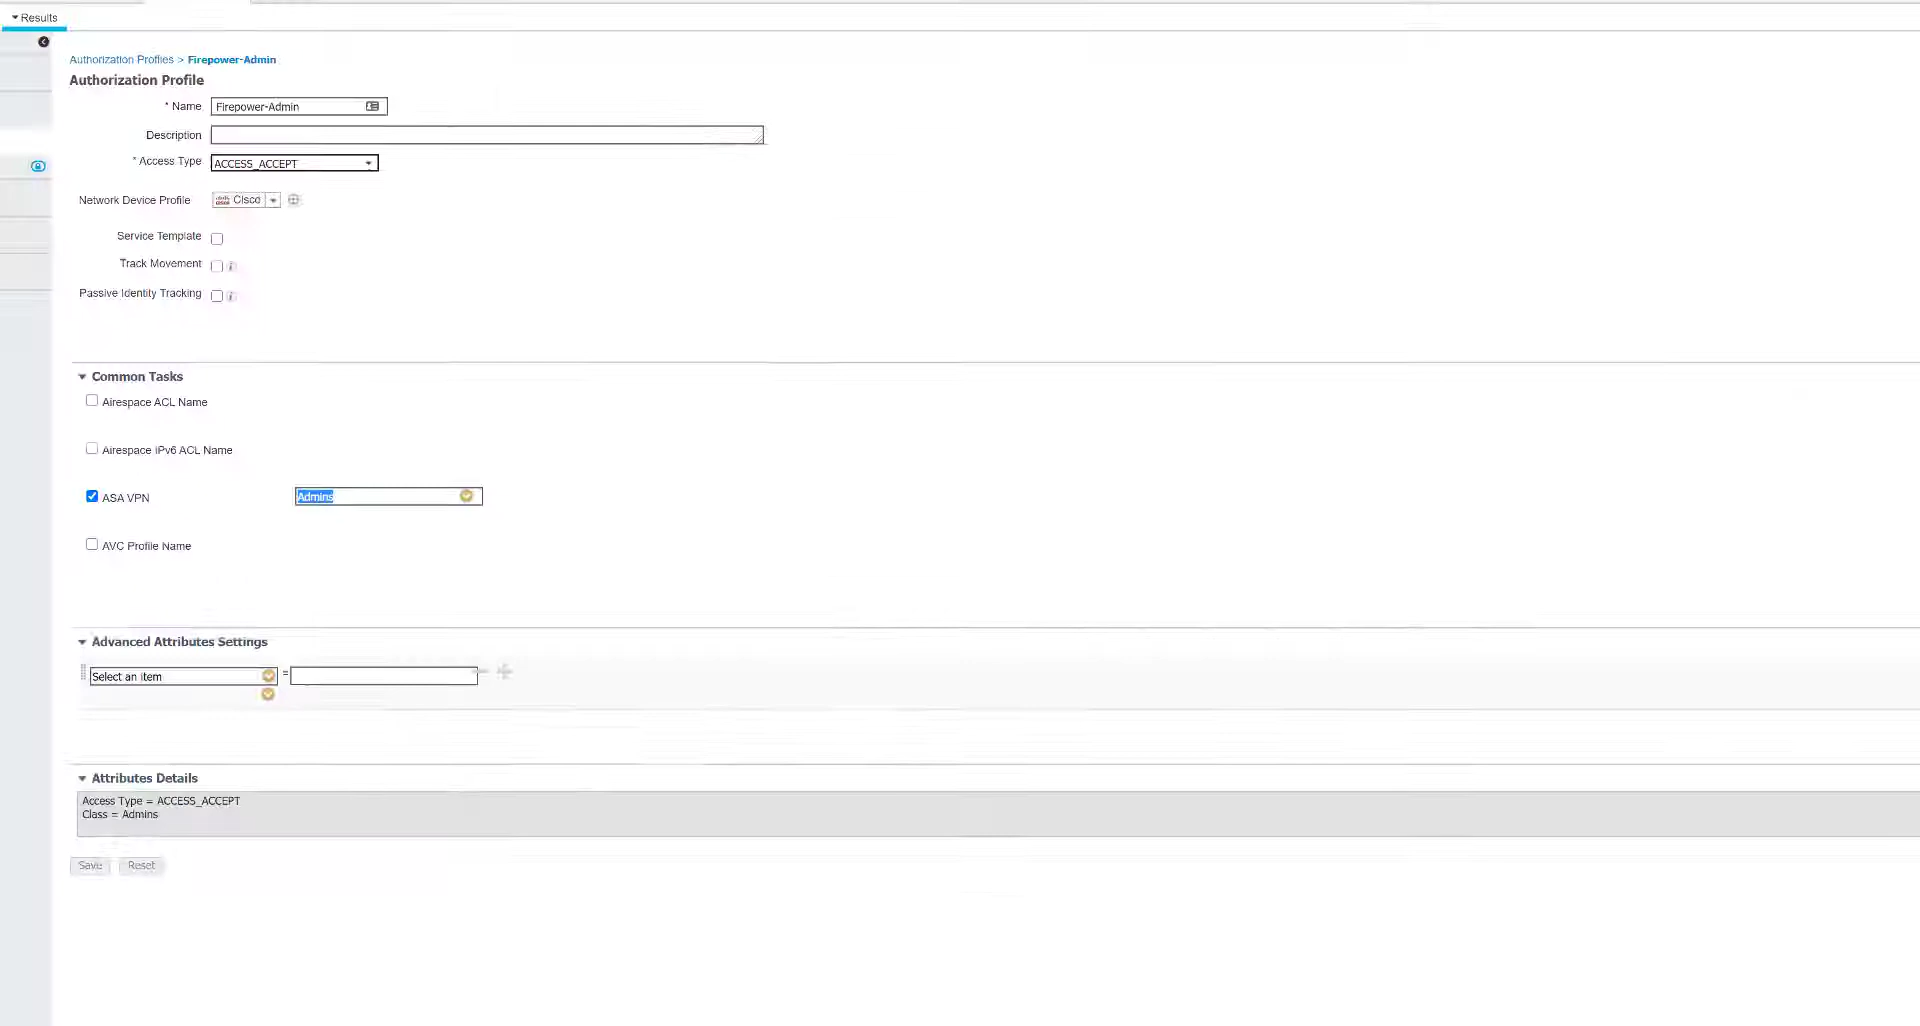 Results
Authorization Profiles > Firepower-Admin
Authorization Profile
* Name Firepower-Admin
Description
* Access Type ACCESS_ACCEPT
Network Device Profile Cisco
Service Template
Track Movement
Passive Identity Tracking
Common Tasks
Airespace ACL Name
Airespace IPv6 ACL Name
ASA VPN Admins
AVC Profile Name
Advanced Attributes Settings
Select an item =
Attributes Details
Access Type = ACCESS_ACCEPT
Class = Admins
Save Reset